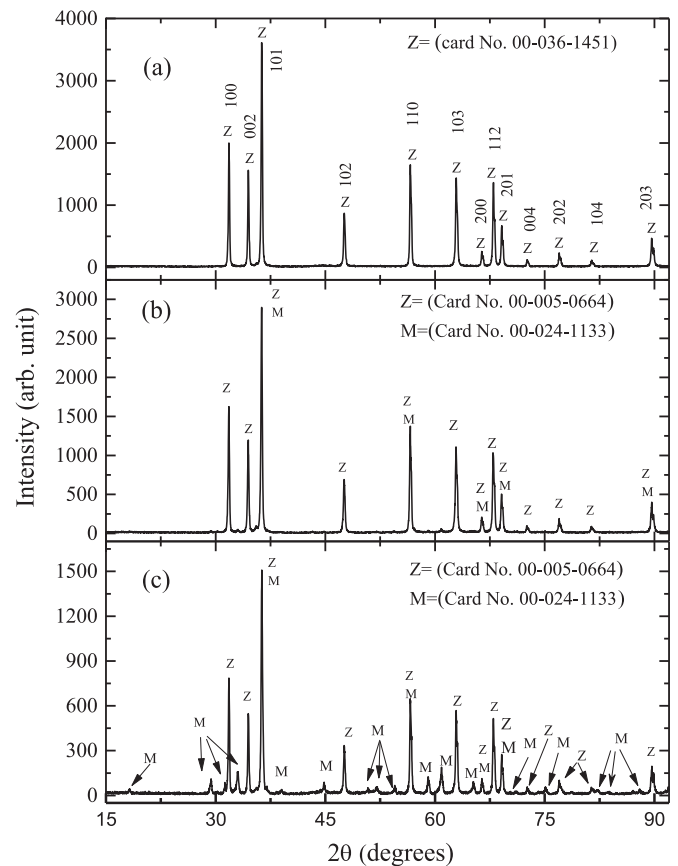 4000
3000
2000
1000
0
(a)
Z= (card No. 00-036-1451)
Z 100
Z 002
Z 101
Z 102
Z 110
Z 103
Z 200
Z 112
Z 201
Z 004
Z 202
Z 104
Z 203
3000
2500
2000
1500
1000
500
0
(b)
Z= (Card No. 00-005-0664)
M=(Card No. 00-024-1133)
Z
Z
Z
M
Z
Z
M
Z
Z
M
Z
Z
M
Z
Z
Z
Z
M
1500
1200
900
600
300
0
(c)
Z= (Card No. 00-005-0664)
M=(Card No. 00-024-1133)
M
M
Z
Z
Z
M
M
M
Z
M
Z
M
M
M
Z
M
Z
M
Z
Z
M
M
Z
M
Z
M
Z
15 30 45 60 75 90
2θ (degrees)
Intensity (arb. unit)